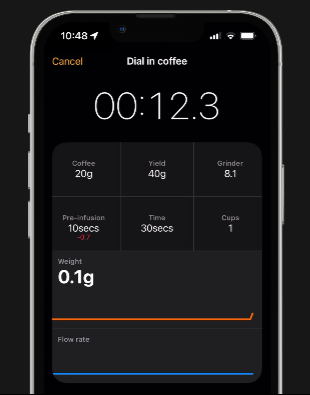 10:48
Cancel Dial in coffee
00:12.3
Coffee Yield Grinder
20g 40g 8.1
Pre-infusion Time Cups
10secs 30secs 1
-0.7
Weight
0.1g
Flow rate